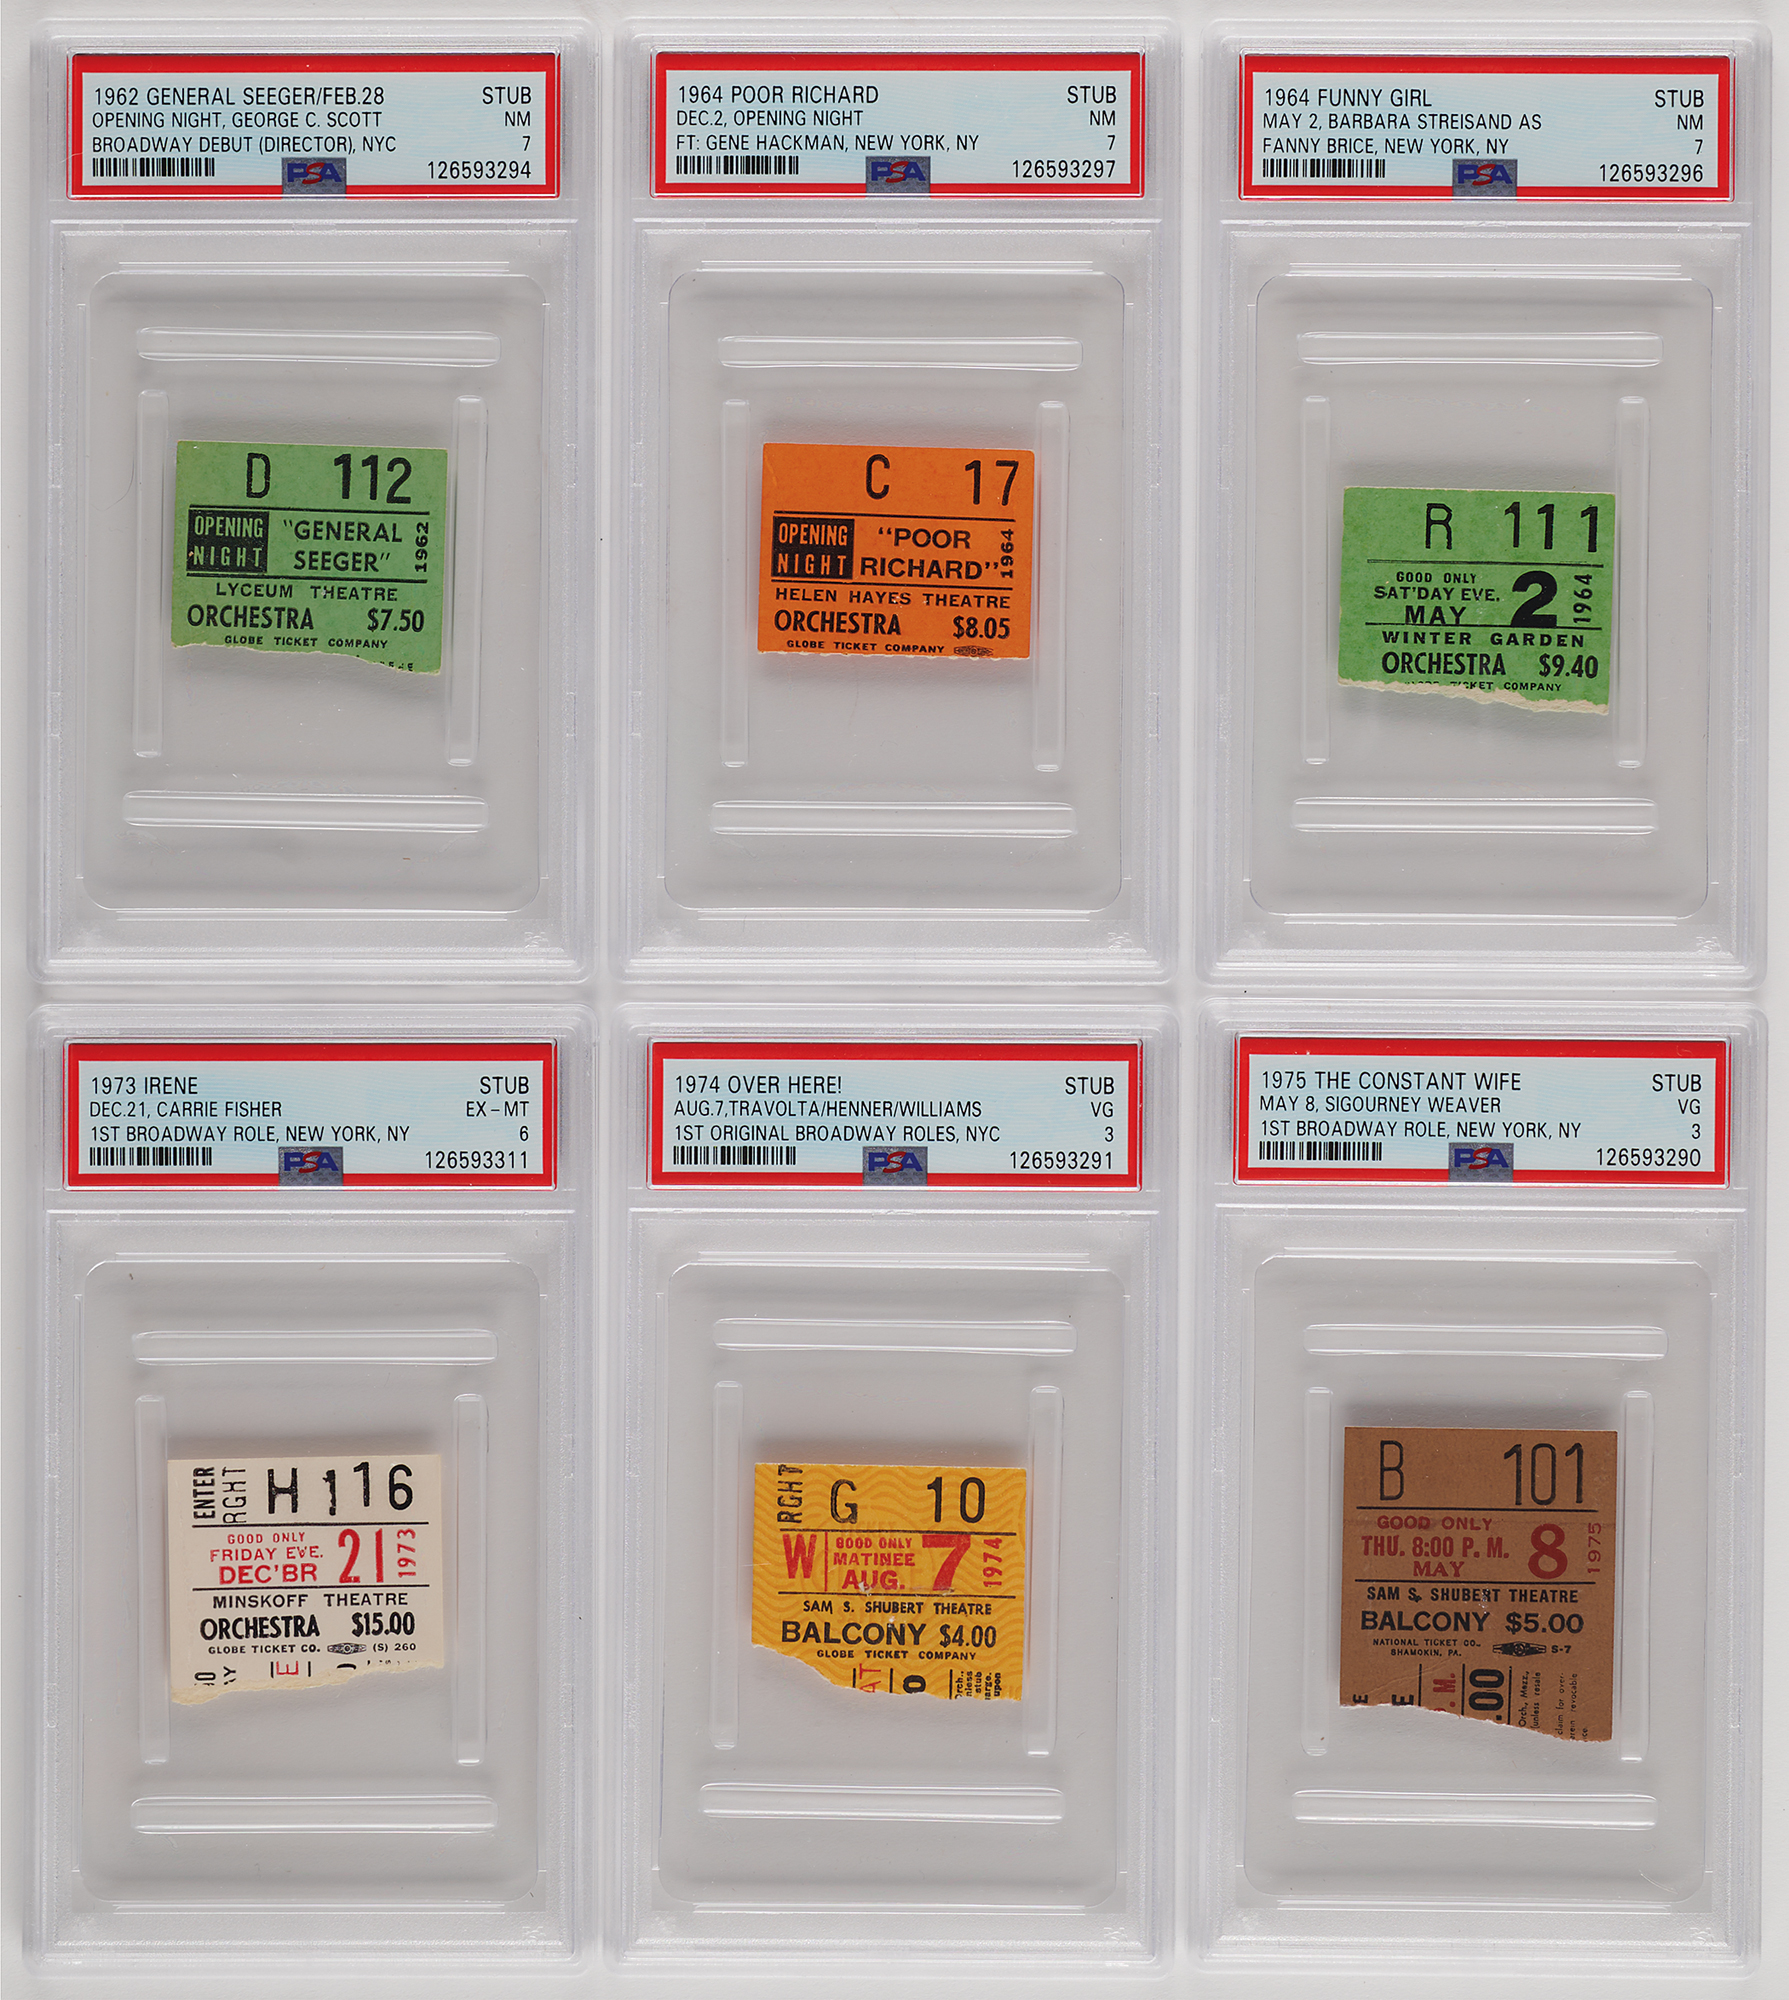 1962 GENERAL SEEGER/FEB.28 STUB
OPENING NIGHT, GEORGE C. SCOTT NM
BROADWAY DEBUT (DIRECTOR), NYC 7
PSA 126593294
D 112
OPENING NIGHT "GENERAL SEEGER" 1962
LYCEUM THEATRE
ORCHESTRA $7.50
GLOBE TICKET COMPANY
1964 POOR RICHARD STUB
DEC.2, OPENING NIGHT NM
FT: GENE HACKMAN, NEW YORK, NY 7
PSA 126593297
C 17
OPENING NIGHT "POOR RICHARD" 1964
HELEN HAYES THEATRE
ORCHESTRA $8.05
GLOBE TICKET COMPANY
1964 FUNNY GIRL STUB
MAY 2, BARBARA STREISAND AS NM
FANNY BRICE, NEW YORK, NY 7
PSA 126593296
R 111
GOOD ONLY
SAT'DAY EVE.
MAY 2 1964
WINTER GARDEN
ORCHESTRA $9.40
TICKET COMPANY
1973 IRENE STUB
DEC.21, CARRIE FISHER EX-MT
1ST BROADWAY ROLE, NEW YORK, NY 6
PSA 126593311
ENTER RGHT H 116
GOOD ONLY
FRIDAY EVE.
DEC'BR 21 1973
MINSKOFF THEATRE
ORCHESTRA $15.00
GLOBE TICKET CO. (S) 260
1974 OVER HERE! STUB
AUG.7,TRAVOLTA/HENNER/WILLIAMS VG
1ST ORIGINAL BROADWAY ROLES, NYC 3
PSA 126593291
RGHT G 10
W GOOD ONLY
MATINEE
AUG. 7 1974
SAM S. SHUBERT THEATRE
BALCONY $4.00
GLOBE TICKET COMPANY
1975 THE CONSTANT WIFE STUB
MAY 8, SIGOURNEY WEAVER VG
1ST BROADWAY ROLE, NEW YORK, NY 3
PSA 126593290
B 101
GOOD ONLY
THU. 8:00 P. M.
MAY 8 1975
SAM S. SHUBERT THEATRE
BALCONY $5.00
NATIONAL TICKET CO. S-7
SHAMOKIN, PA.
.00
Orch., Mezz.,